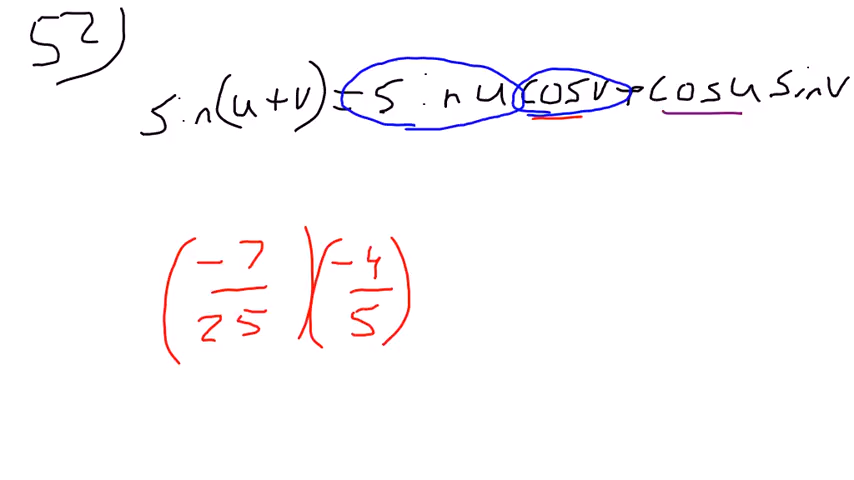 52)
sin(u+v) = sin u cos v + cos u sin v
(-7/25)(-4/5)